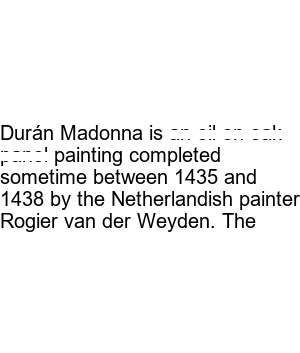 Durán Madonna is
painting completed
sometime between 1435 and
1438 by the Netherlandish painter
Rogier van der Weyden. The